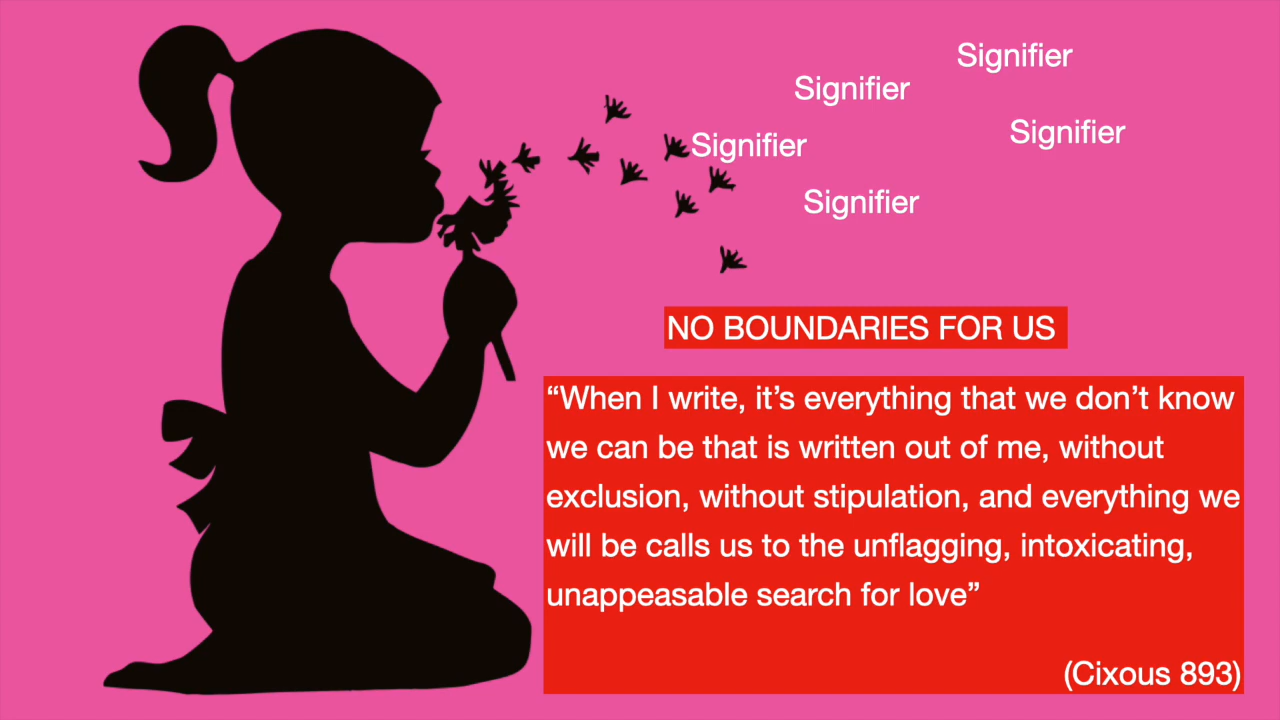 Signifier
Signifier
Signifier
Signifier
Signifier
NO BOUNDARIES FOR US
“When I write, it’s everything that we don’t know
we can be that is written out of me, without
exclusion, without stipulation, and everything we
will be calls us to the unflagging, intoxicating,
unappeasable search for love”
(Cixous 893)